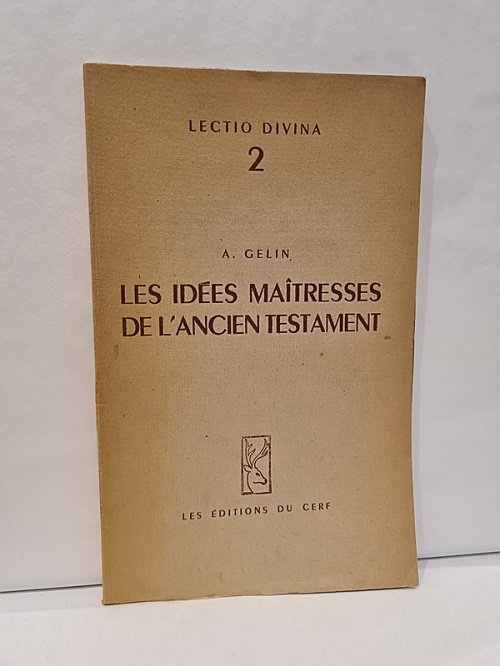 LECTIO DIVINA
2
A. GELIN
LES IDÉES MAÎTRESSES
DE L'ANCIEN TESTAMENT
LES ÉDITIONS DU CERF